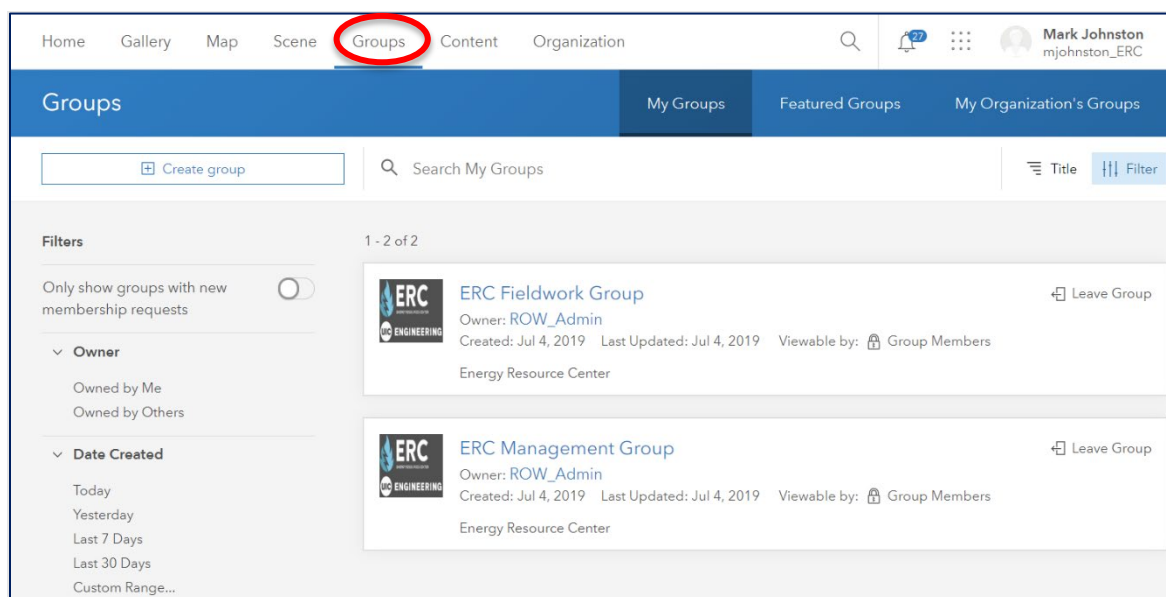 Home Gallery Map Scene Groups Content Organization 27 Mark Johnston
mjohnston_ERC
Groups My Groups Featured Groups My Organization's Groups
Create group Search My Groups Title Filter
Filters
1 - 2 of 2
Only show groups with new
membership requests
Owner
Owned by Me
Owned by Others
Date Created
Today
Yesterday
Last 7 Days
Last 30 Days
Custom Range...
ERC
UIC ENGINEERING
ERC Fieldwork Group Leave Group
Owner: ROW_Admin
Created: Jul 4, 2019 Last Updated: Jul 4, 2019 Viewable by: Group Members
Energy Resource Center
ERC
UIC ENGINEERING
ERC Management Group Leave Group
Owner: ROW_Admin
Created: Jul 4, 2019 Last Updated: Jul 4, 2019 Viewable by: Group Members
Energy Resource Center